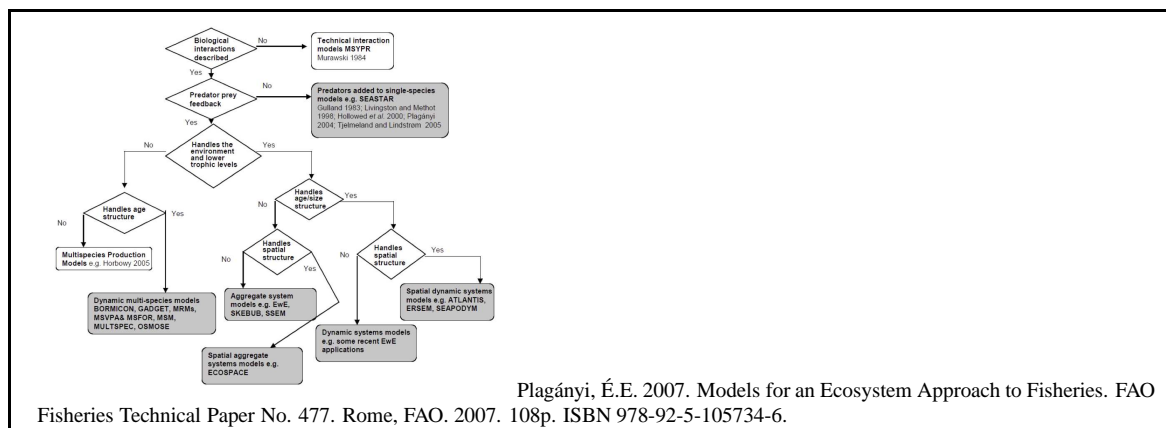 Biological
interactions
described
No
Technical interaction
models MSYPR
Murawski 1984
Yes
Predator prey
feedback
No
Predators added to single-species
models e.g. SEASTAR
Gulland 1983; Livingston and Methot
1998; Hollowed et al. 2000; Plagányi
2004; Tjelmeland and Lindstrøm 2005
Yes
Handles the
environment
and lower
trophic levels
No
Yes
Handles age
structure
No
Yes
Handles
age/size
structure
No
Yes
Multispecies Production
Models e.g. Horbowy 2005
Handles
spatial
structure
No
Yes
Handles
spatial
structure
No
Yes
Dynamic multi-species models
BORMICON, GADGET, MRMs,
MSVPA& MSFOR, MSM,
MULTSPEC, OSMOSE
Aggregate system
models e.g. EwE,
SKEBUB, SSEM
Spatial dynamic systems
models e.g. ATLANTIS,
ERSEM, SEAPODYM
Dynamic systems models
e.g. some recent EwE
applications
Spatial aggregate
systems models e.g.
ECOSPACE
Plagányi, É.E. 2007. Models for an Ecosystem Approach to Fisheries. FAO
Fisheries Technical Paper No. 477. Rome, FAO. 2007. 108p. ISBN 978-92-5-105734-6.